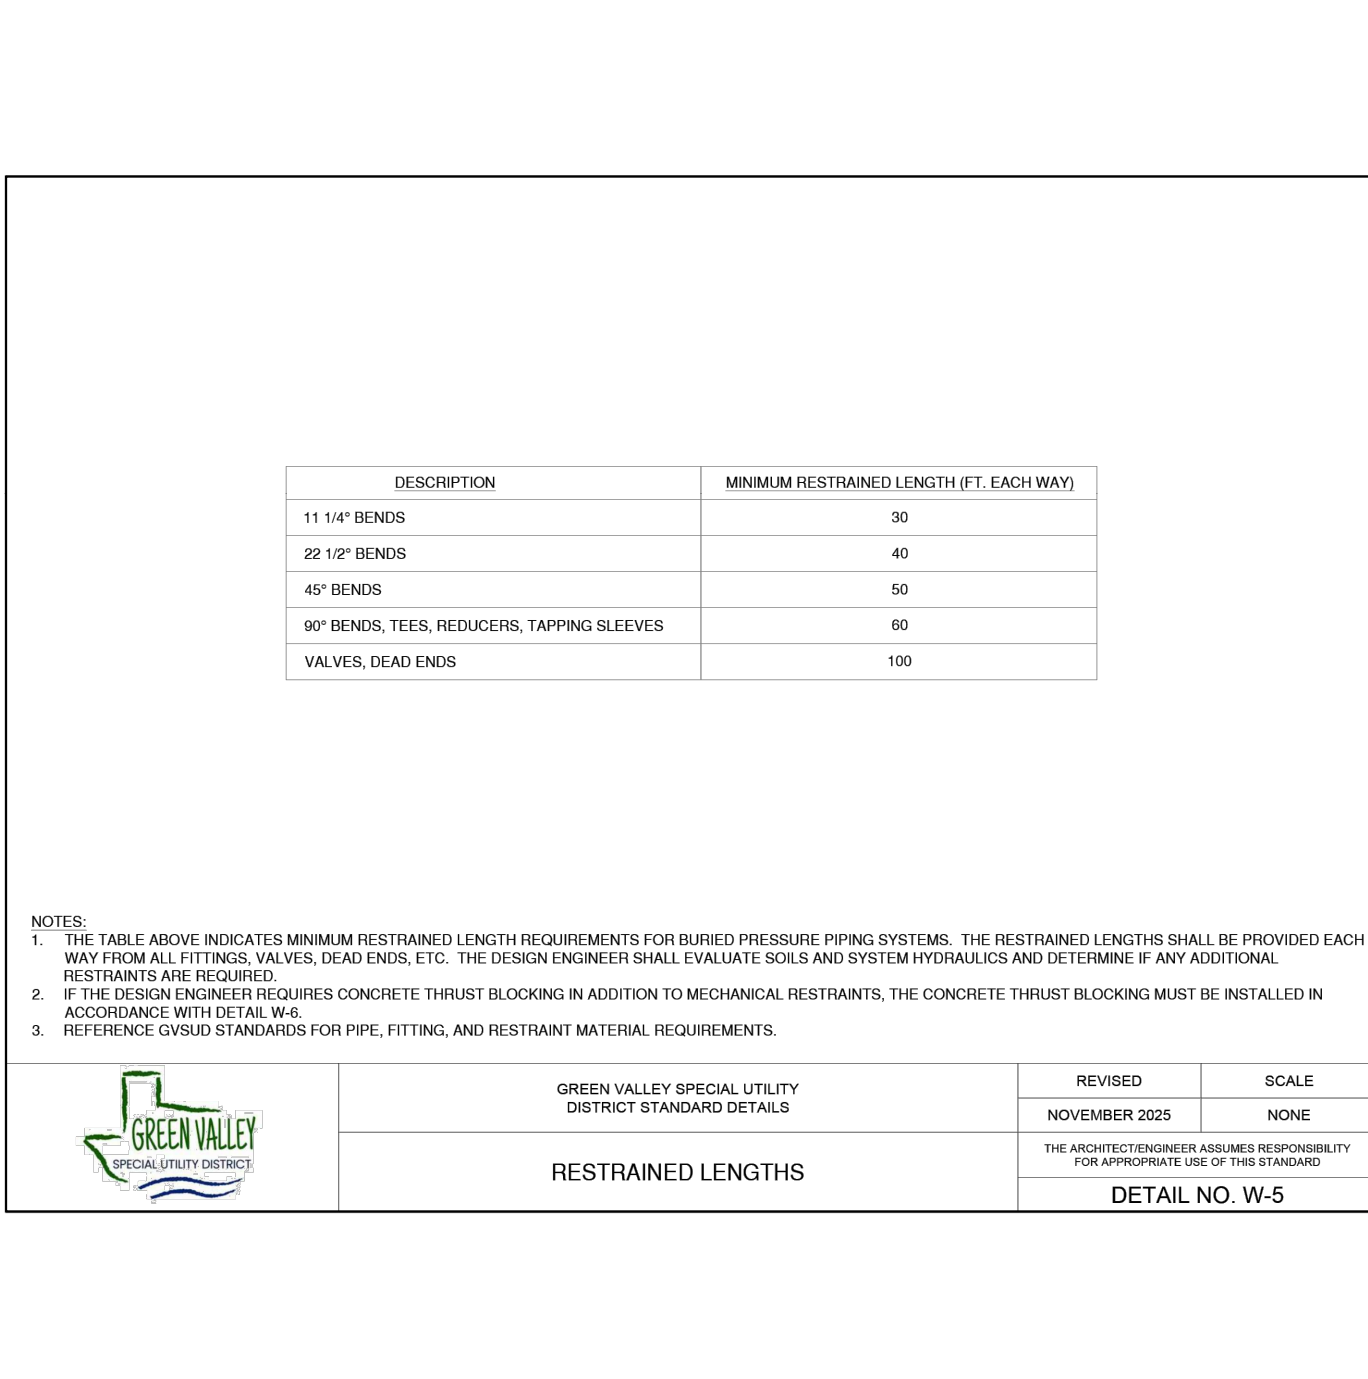 DESCRIPTION MINIMUM RESTRAINED LENGTH (FT. EACH WAY)
11 1/4° BENDS 30
22 1/2° BENDS 40
45° BENDS 50
90° BENDS, TEES, REDUCERS, TAPPING SLEEVES 60
VALVES, DEAD ENDS 100
NOTES:
1. THE TABLE ABOVE INDICATES MINIMUM RESTRAINED LENGTH REQUIREMENTS FOR BURIED PRESSURE PIPING SYSTEMS. THE RESTRAINED LENGTHS SHALL BE PROVIDED EACH
WAY FROM ALL FITTINGS, VALVES, DEAD ENDS, ETC. THE DESIGN ENGINEER SHALL EVALUATE SOILS AND SYSTEM HYDRAULICS AND DETERMINE IF ANY ADDITIONAL
RESTRAINTS ARE REQUIRED.
2. IF THE DESIGN ENGINEER REQUIRES CONCRETE THRUST BLOCKING IN ADDITION TO MECHANICAL RESTRAINTS, THE CONCRETE THRUST BLOCKING MUST BE INSTALLED IN
ACCORDANCE WITH DETAIL W-6.
3. REFERENCE GVSUD STANDARDS FOR PIPE, FITTING, AND RESTRAINT MATERIAL REQUIREMENTS.
GREEN VALLEY
SPECIAL UTILITY DISTRICT
GREEN VALLEY SPECIAL UTILITY
DISTRICT STANDARD DETAILS
RESTRAINED LENGTHS
REVISED SCALE
NOVEMBER 2025 NONE
THE ARCHITECT/ENGINEER ASSUMES RESPONSIBILITY
FOR APPROPRIATE USE OF THIS STANDARD
DETAIL NO. W-5